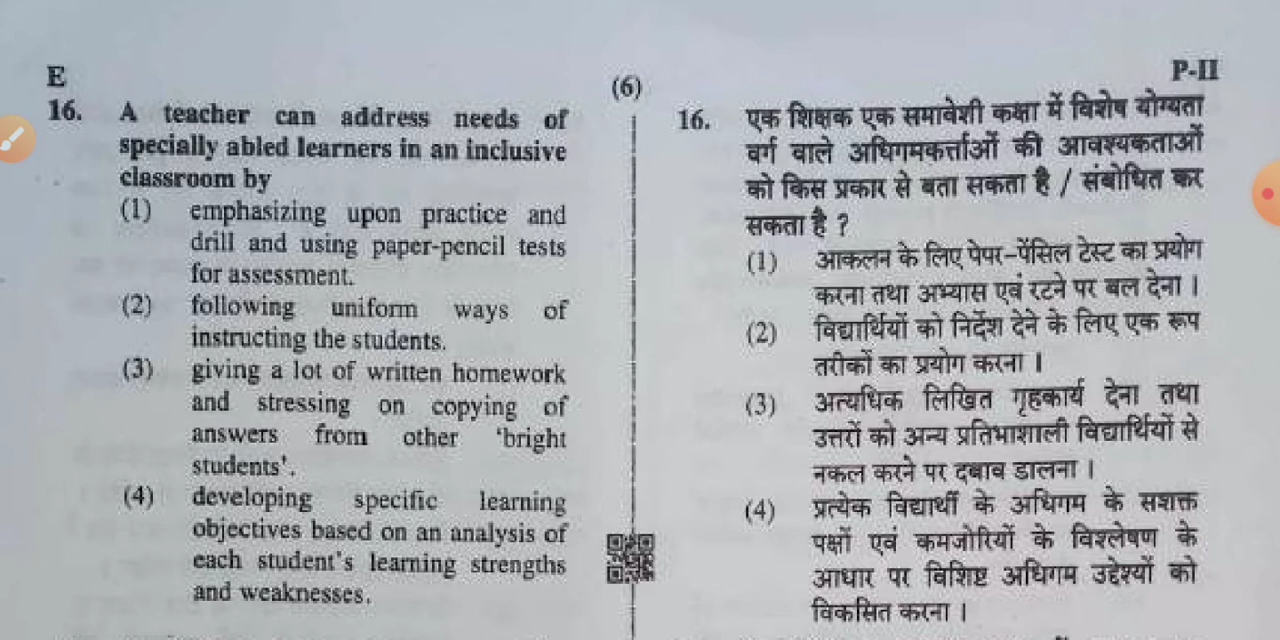 E
(6)
P-II
16. A teacher can address needs of
specially abled learners in an inclusive
classroom by
(1) emphasizing upon practice and
drill and using paper-pencil tests
for assessment.
(2) following uniform ways of
instructing the students.
(3) giving a lot of written homework
and stressing on copying of
answers from other 'bright
students'.
(4) developing specific learning
objectives based on an analysis of
each student's learning strengths
and weaknesses.
16. एक शिक्षक एक समावेशी कक्षा में विशेष योग्यता
वर्ग वाले अधिगमकर्त्ताओं की आवश्यकताओं
को किस प्रकार से बता सकता है / संबोधित कर
सकता है ?
(1) आकलन के लिए पेपर-पेंसिल टेस्ट का प्रयोग
करना तथा अभ्यास एवं रटने पर बल देना ।
(2) विद्यार्थियों को निर्देश देने के लिए एक रूप
तरीकों का प्रयोग करना ।
(3) अत्यधिक लिखित गृहकार्य देना तथा
उत्तरों को अन्य प्रतिभाशाली विद्यार्थियों से
नकल करने पर दबाव डालना ।
(4) प्रत्येक विद्यार्थी के अधिगम के सशक्त
पक्षों एवं कमजोरियों के विश्लेषण के
आधार पर विशिष्ट अधिगम उद्देश्यों को
विकसित करना ।